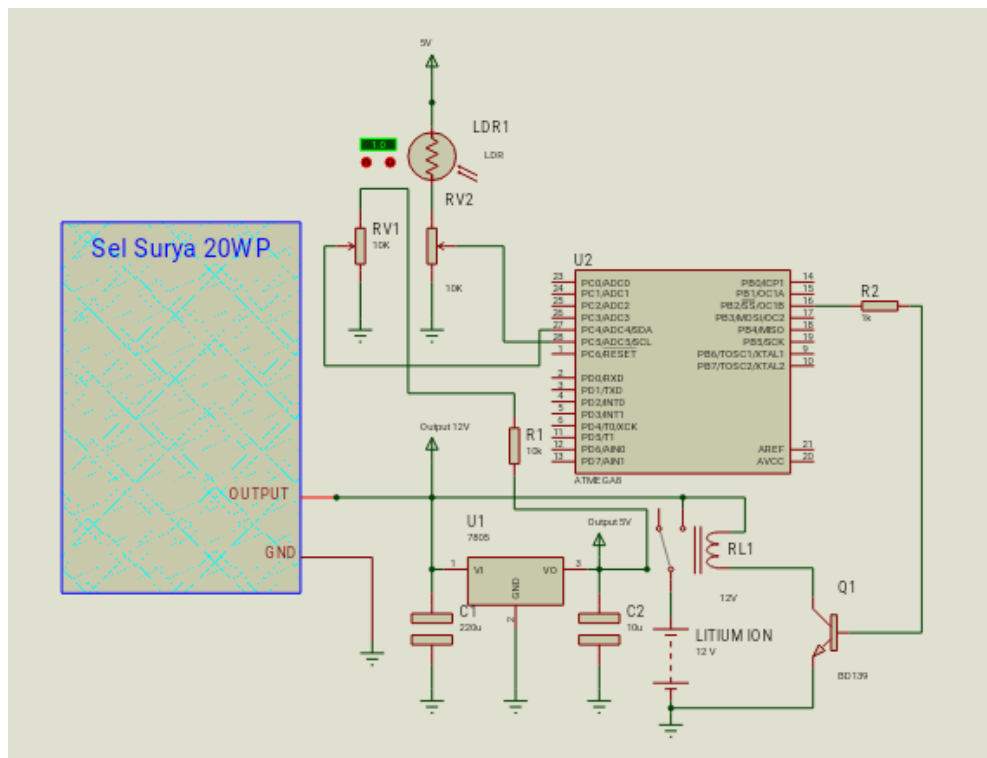 5V
LDR1
1.0
LDR
RV2
RV1
10K
10K
Sel Surya 20WP
OUTPUT
GND
U2
23 PC0/ADC0
24 PC1/ADC1
25 PC2/ADC2
26 PC3/ADC3
27 PC4/ADC4/SDA
28 PC5/ADC5/SCL
1 PC6/RESET
2 PD0/RXD
3 PD1/TXD
4 PD2/INT0
5 PD3/INT1
6 PD4/T0/XCK
11 PD5/T1
12 PD6/AIN0
13 PD7/AIN1
PB0/ICP1 14
PB1/OC1A 15
PB2/SS/OC1B 16
PB3/MOSI/OC2 17
PB4/MISO 18
PB5/SCK 19
PB6/TOSC1/XTAL1 9
PB7/TOSC2/XTAL2 10
AREF 21
AVCC 20
ATMEGA8
R2
1k
Output 12V
R1
10k
U1
7805
1 VI
VO 3
GND
2
Output 5V
C1
220u
C2
10u
RL1
12V
LITIUM ION
12 V
Q1
BD139